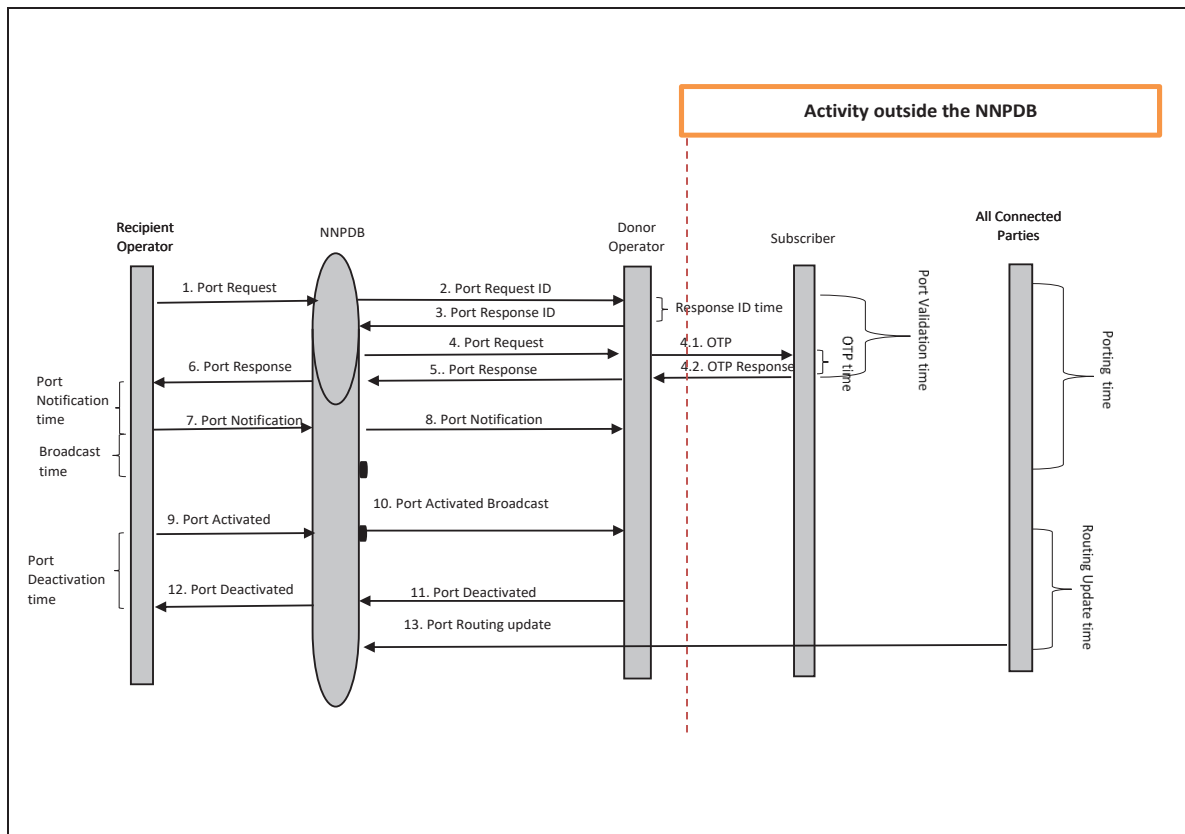 Activity outside the NNPDB
Recipient
Operator
NNPDB
Donor
Operator
Subscriber
All Connected
Parties
1. Port Request
2. Port Request ID
3. Port Response ID
Response ID time
4. Port Request
4.1. OTP
4.2. OTP Response
5.. Port Response
6. Port Response
OTP time
Port Validation time
Porting time
Port
Notification
time
7. Port Notification
8. Port Notification
Broadcast
time
9. Port Activated
10. Port Activated Broadcast
Port
Deactivation
time
12. Port Deactivated
11. Port Deactivated
13. Port Routing update
Routing Update time